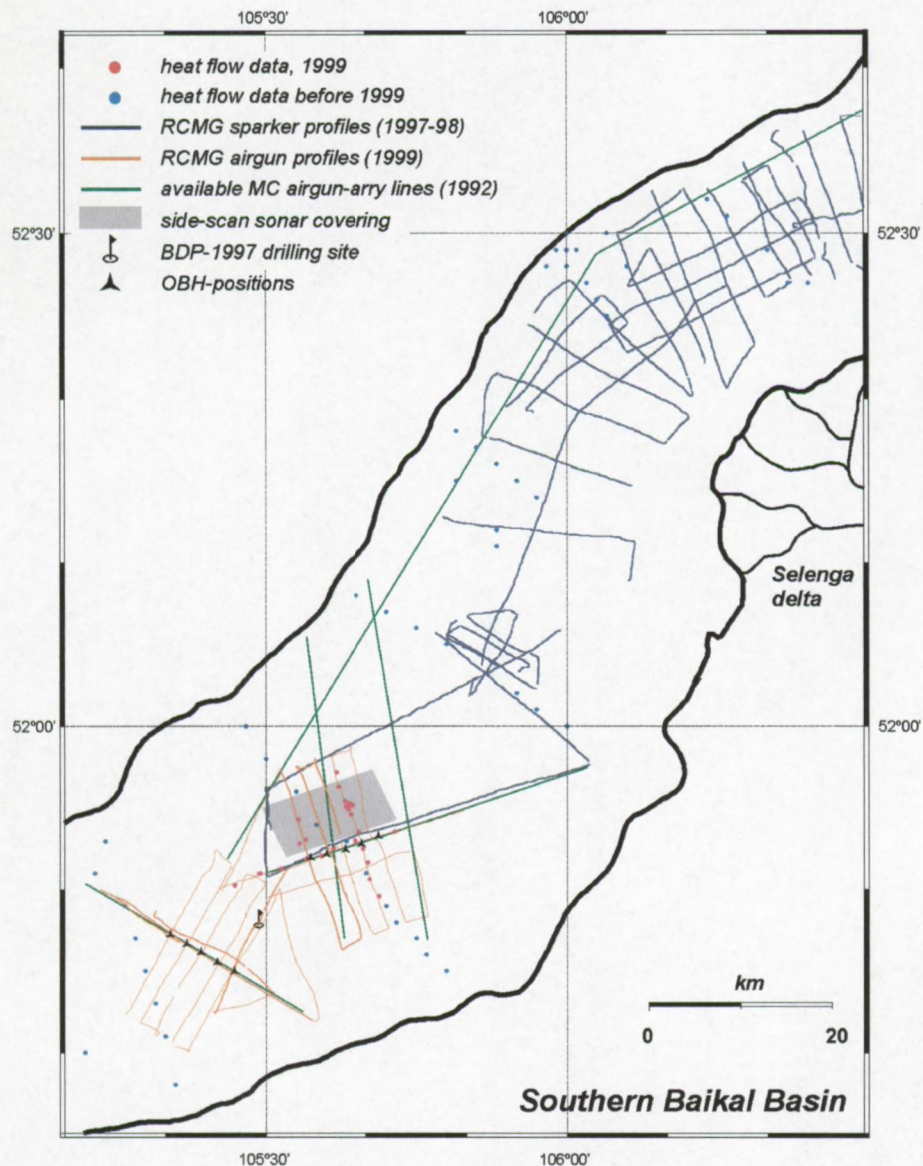 105°30' 106°00'
heat flow data, 1999
heat flow data before 1999
RCMG sparker profiles (1997-98)
RCMG airgun profiles (1999)
available MC airgun-arry lines (1992)
side-scan sonar covering
52°30' 52°30'
BDP-1997 drilling site
OBH-positions
Selenga
delta
52°00' 52°00'
km
0 20
Southern Baikal Basin
105°30' 106°00'